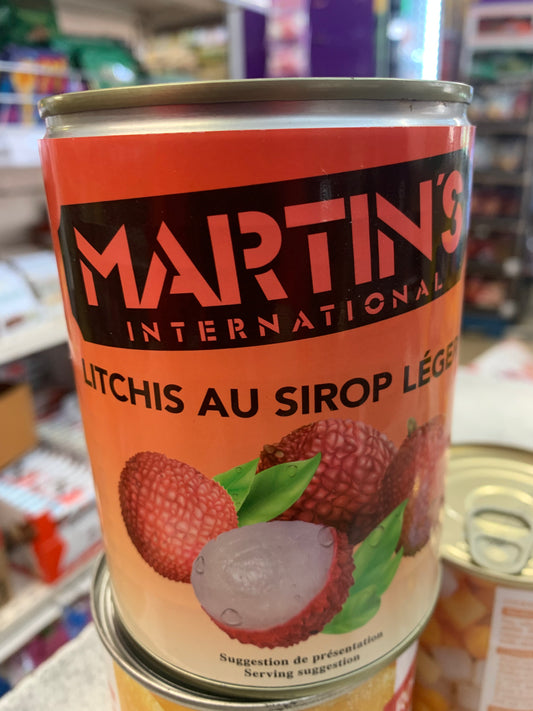 MARTIN'S
INTERNATIONAL
LITCHIS AU SIROP LÉGER
Suggestion de présentation
Serving suggestion